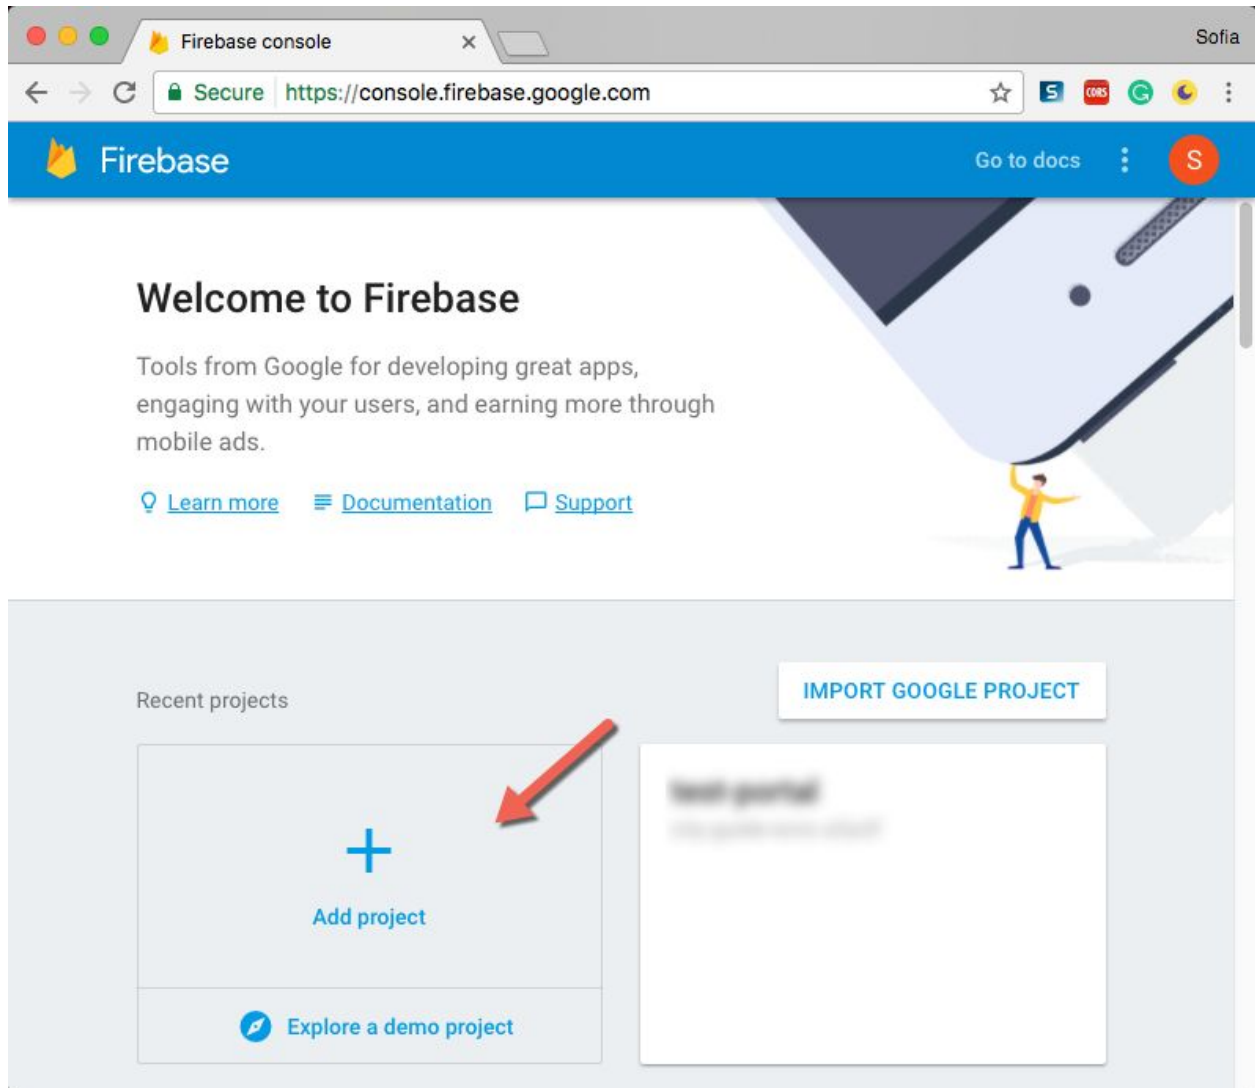 Firebase console
Sofia
Secure https://console.firebase.google.com
S CORS G
Firebase
Go to docs
S
Welcome to Firebase
Tools from Google for developing great apps,
engaging with your users, and earning more through
mobile ads.
Learn more Documentation Support
Recent projects
IMPORT GOOGLE PROJECT
Add project
Explore a demo project